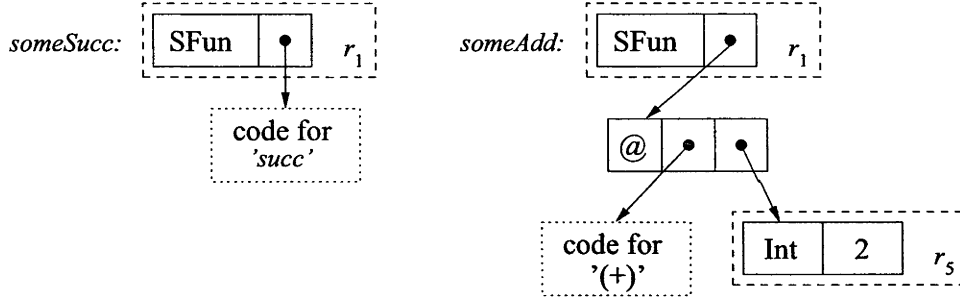 someSucc: SFun r1
code for
'succ'
someAdd: SFun r1
@
code for
'(+)'
Int 2 r5